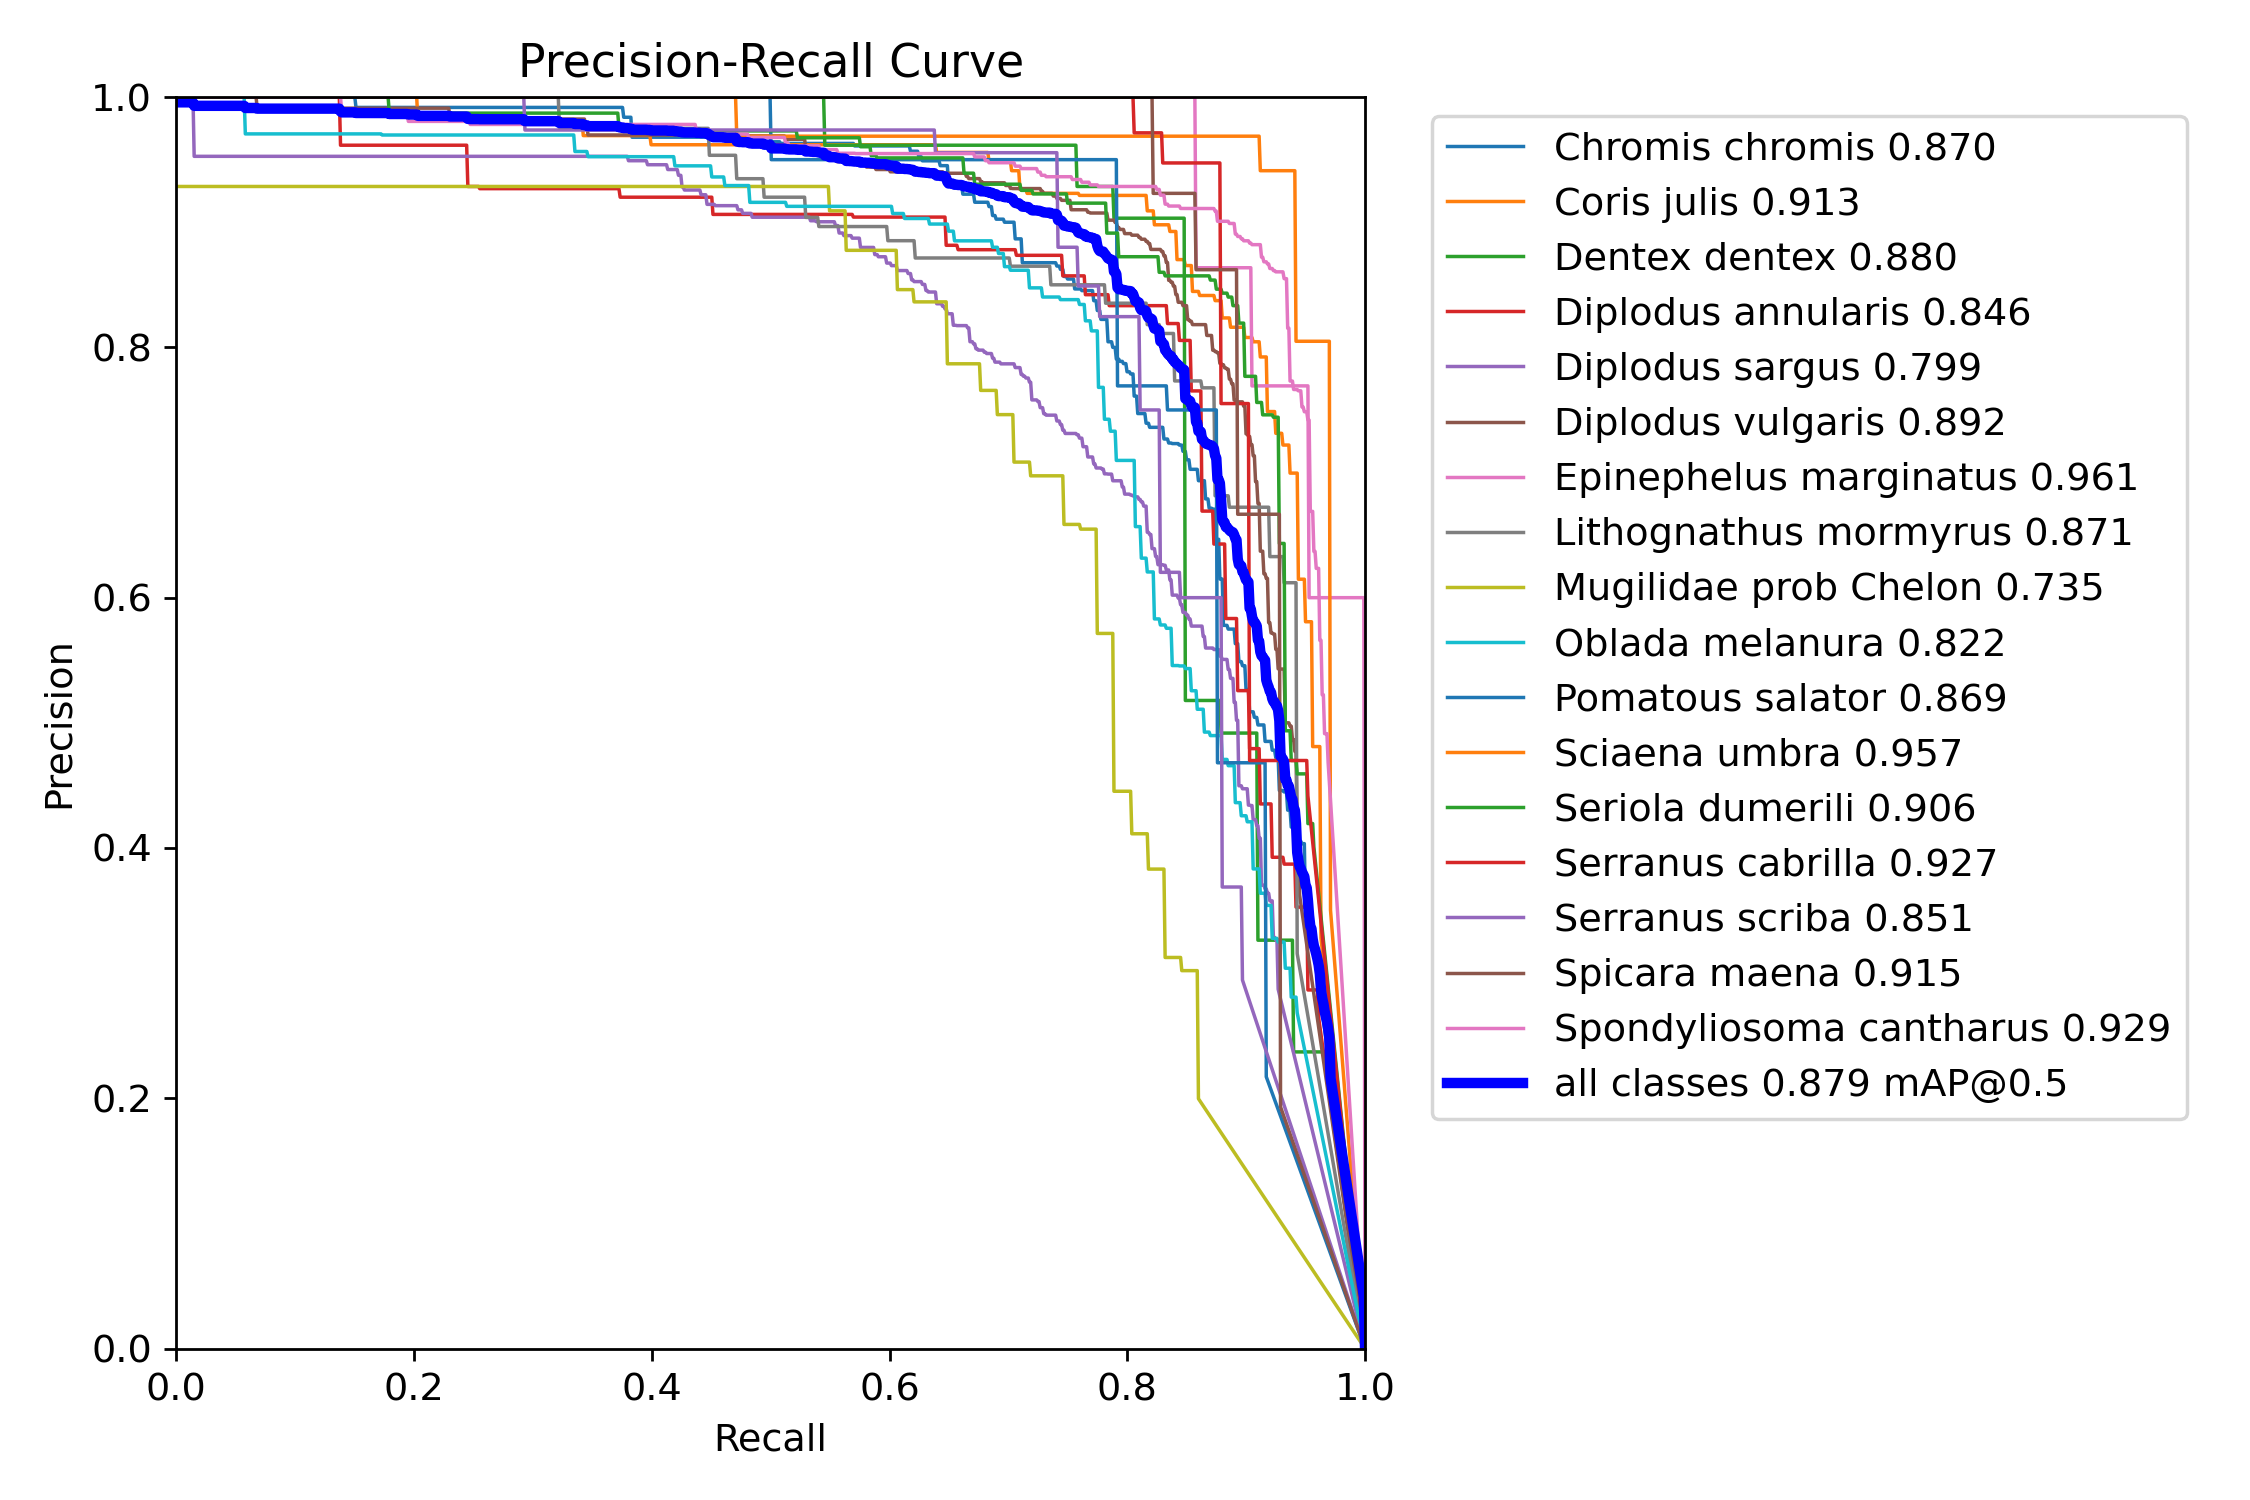 Precision-Recall Curve
1.0
0.8
0.6
0.4
0.2
0.0
Precision
0.0 0.2 0.4 0.6 0.8 1.0
Recall
Chromis chromis 0.870
Coris julis 0.913
Dentex dentex 0.880
Diplodus annularis 0.846
Diplodus sargus 0.799
Diplodus vulgaris 0.892
Epinephelus marginatus 0.961
Lithognathus mormyrus 0.871
Mugilidae prob Chelon 0.735
Oblada melanura 0.822
Pomatous salator 0.869
Sciaena umbra 0.957
Seriola dumerili 0.906
Serranus cabrilla 0.927
Serranus scriba 0.851
Spicara maena 0.915
Spondyliosoma cantharus 0.929
all classes 0.879 mAP@0.5